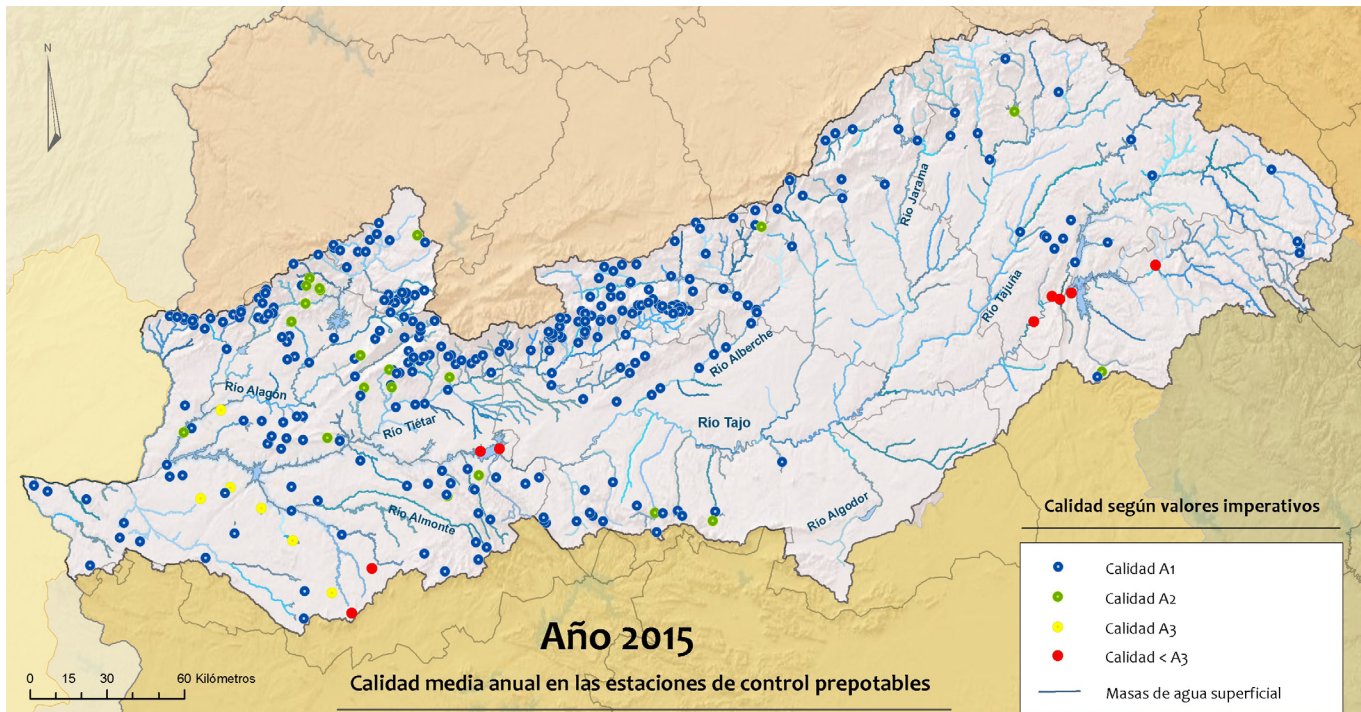 N
Río Jarama
Río Tajuña
Río Alberche
Río Alagón
Río Tiétar
Río Tajo
Río Almonte
Río Algodor
Calidad según valores imperativos
Calidad A1
Calidad A2
Calidad A3
Calidad < A3
Masas de agua superficial
Año 2015
Calidad media anual en las estaciones de control prepotables
0 15 30 60 Kilómetros